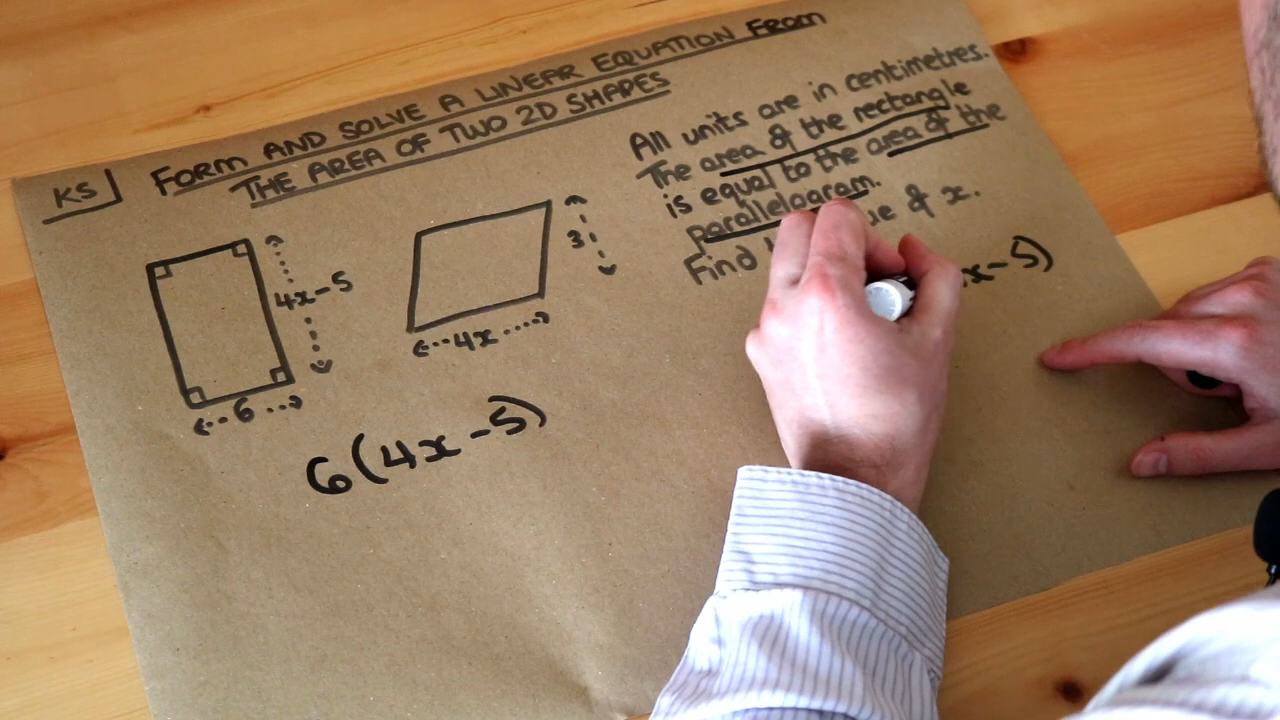 KS
FORM AND SOLVE A LINEAR EQUATION FROM
THE AREA OF TWO 2D SHAPES
All units are in centimetres.
The area of the rectangle
is equal to the area of the
parallelogram.
Find of x.
4x-5
6
3
4x
6(4x-5)
x-5)